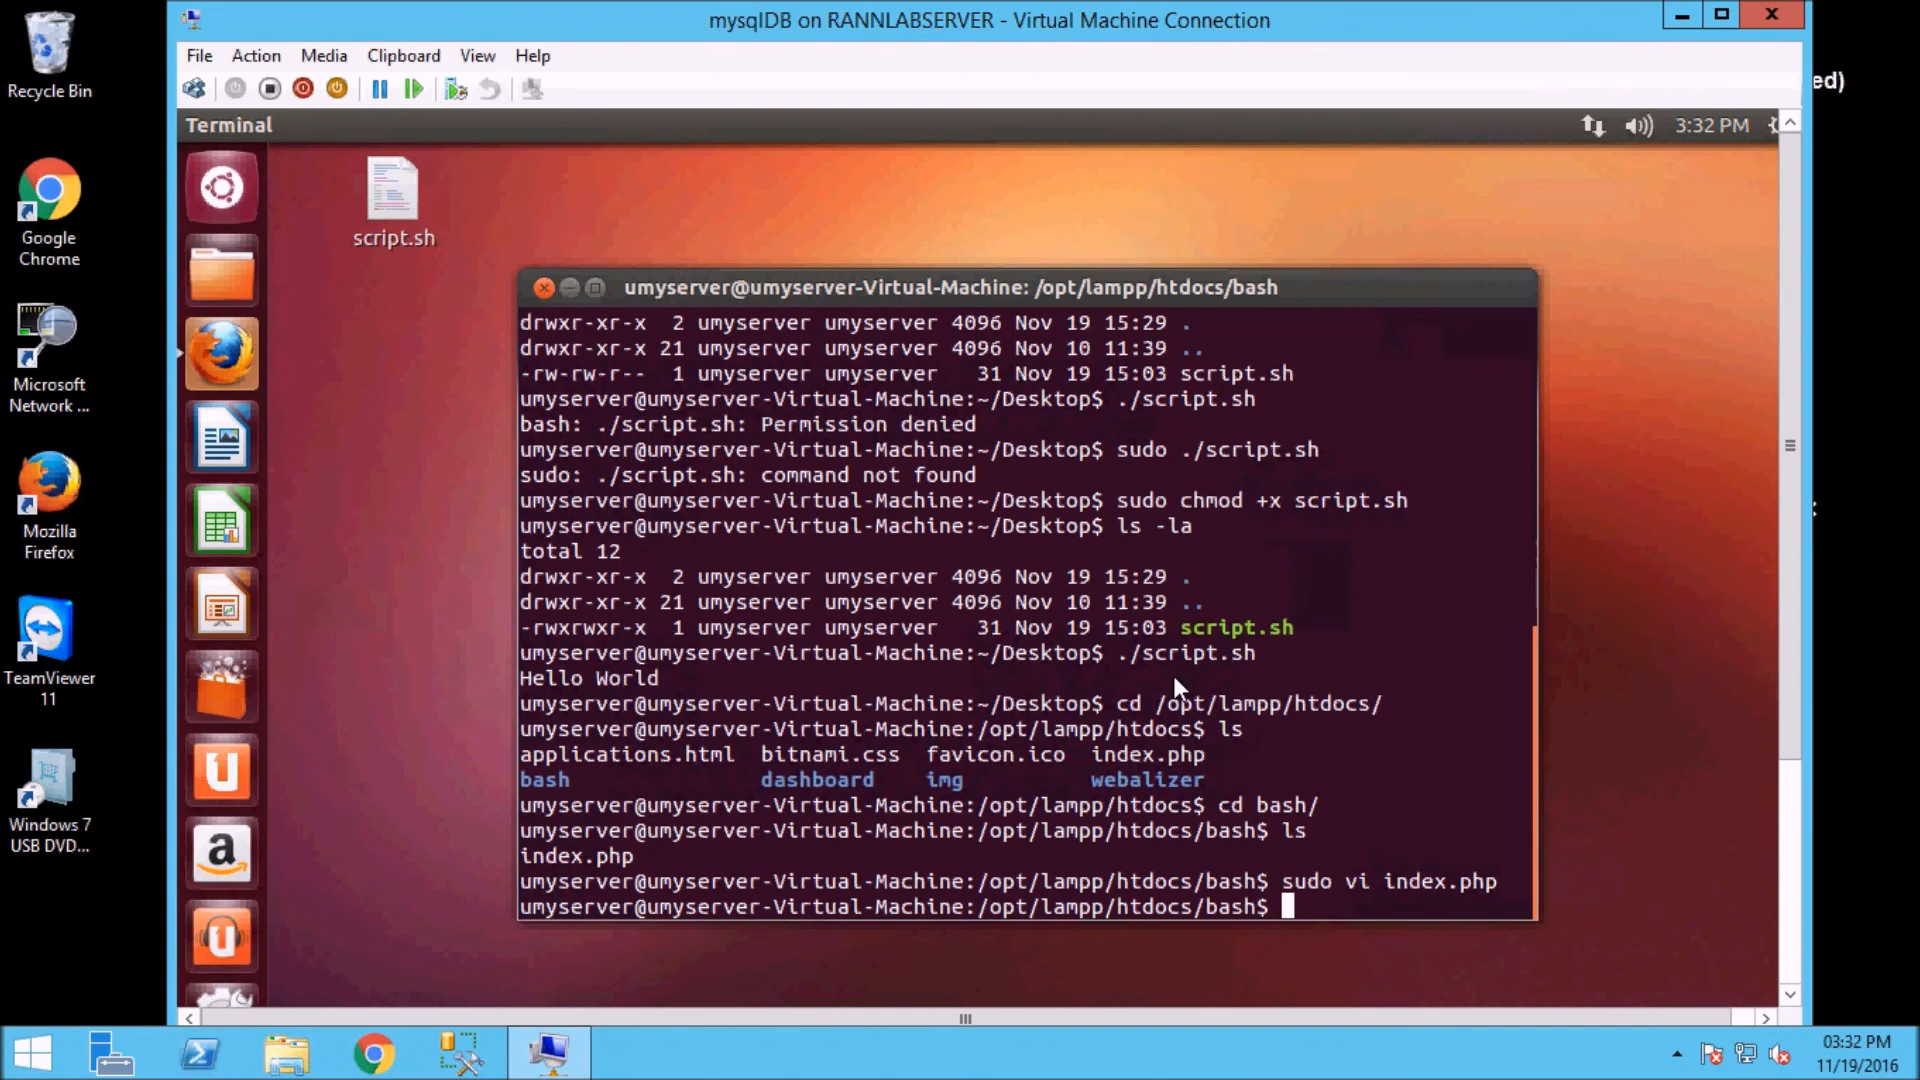 mysqlDB on RANNLABSERVER - Virtual Machine Connection
File Action Media Clipboard View Help
ed)
Terminal
3:32 PM
Recycle Bin
Google
Chrome
Microsoft
Network ...
Mozilla
Firefox
TeamViewer
11
Windows 7
USB DVD...
script.sh
umyserver@umyserver-Virtual-Machine: /opt/lampp/htdocs/bash
drwxr-xr-x  2 umyserver umyserver 4096 Nov 19 15:29 .
drwxr-xr-x 21 umyserver umyserver 4096 Nov 10 11:39 ..
-rw-rw-r--  1 umyserver umyserver   31 Nov 19 15:03 script.sh
umyserver@umyserver-Virtual-Machine:~/Desktop$ ./script.sh
bash: ./script.sh: Permission denied
umyserver@umyserver-Virtual-Machine:~/Desktop$ sudo ./script.sh
sudo: ./script.sh: command not found
umyserver@umyserver-Virtual-Machine:~/Desktop$ sudo chmod +x script.sh
umyserver@umyserver-Virtual-Machine:~/Desktop$ ls -la
total 12
drwxr-xr-x  2 umyserver umyserver 4096 Nov 19 15:29 .
drwxr-xr-x 21 umyserver umyserver 4096 Nov 10 11:39 ..
-rwxrwxr-x  1 umyserver umyserver   31 Nov 19 15:03 script.sh
umyserver@umyserver-Virtual-Machine:~/Desktop$ ./script.sh
Hello World
umyserver@umyserver-Virtual-Machine:~/Desktop$ cd /opt/lampp/htdocs/
umyserver@umyserver-Virtual-Machine:/opt/lampp/htdocs$ ls
applications.html  bitnami.css  favicon.ico  index.php
bash               dashboard    img          webalizer
umyserver@umyserver-Virtual-Machine:/opt/lampp/htdocs$ cd bash/
umyserver@umyserver-Virtual-Machine:/opt/lampp/htdocs/bash$ ls
index.php
umyserver@umyserver-Virtual-Machine:/opt/lampp/htdocs/bash$ sudo vi index.php
umyserver@umyserver-Virtual-Machine:/opt/lampp/htdocs/bash$
03:32 PM
11/19/2016